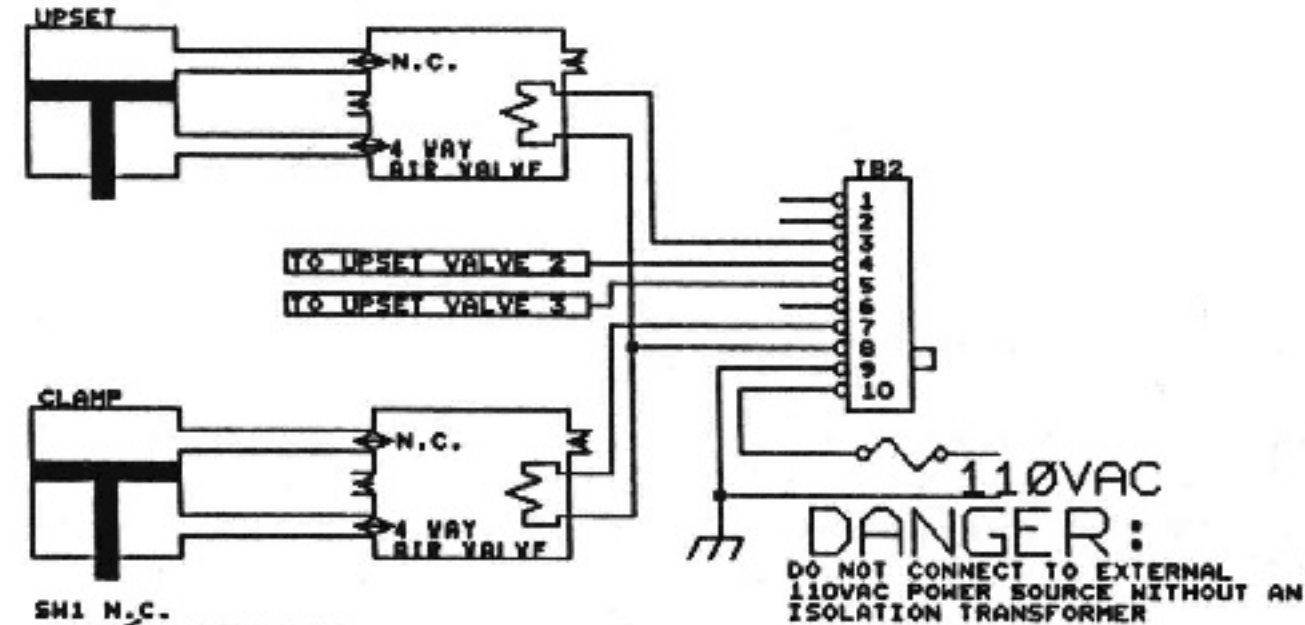 UPSET
N.C.
4 WAY
AIR VALVE
TB2
1
2
3
4
5
6
7
8
9
10
TO UPSET VALVE 2
TO UPSET VALVE 3
CLAMP
N.C.
4 WAY
AIR VALVE
110VAC
DANGER:
DO NOT CONNECT TO EXTERNAL
110VAC POWER SOURCE WITHOUT AN
ISOLATION TRANSFORMER
SW1 N.C.